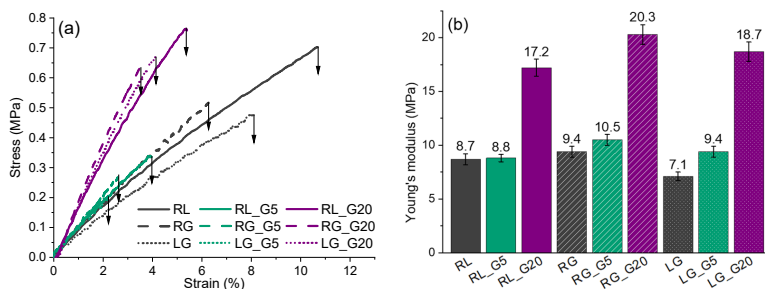 (a)
0.8
0.7
0.6
0.5
0.4
0.3
0.2
0.1
0.0
0 2 4 6 8 10 12
Stress (MPa)
Strain (%)
RL RL_G5 RL_G20
RG RG_G5 RG_G20
LG LG_G5 LG_G20
(b)
20
15
10
5
0
Young's modulus (MPa)
8.7 8.8 17.2 9.4 10.5 20.3 7.1 9.4 18.7
RL RL_G5 RL_G20 RG RG_G5 RG_G20 LG LG_G5 LG_G20